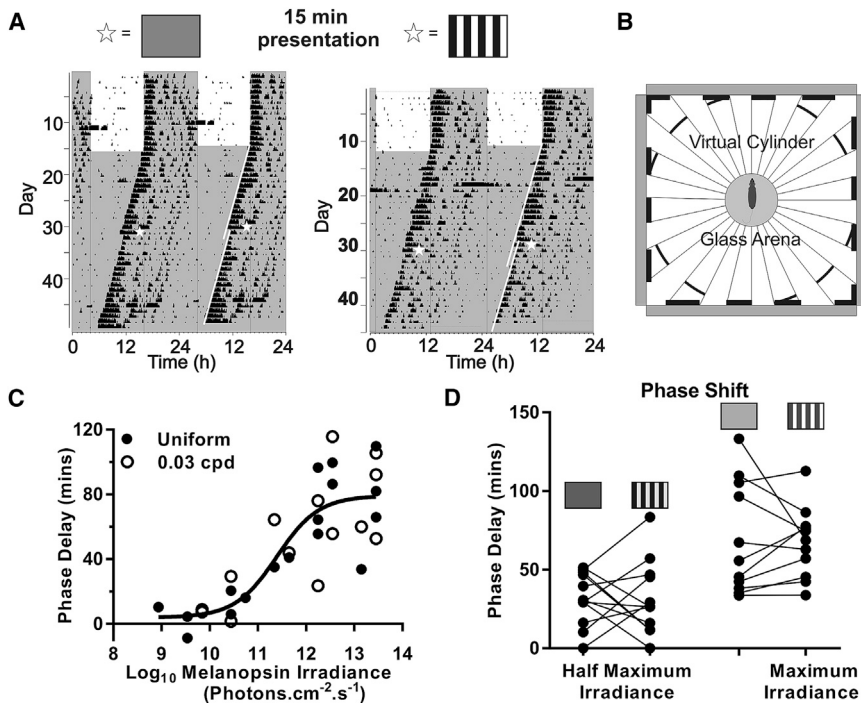 A
☆ =
15 min
presentation
☆ =
B
10
20
30
40
Day
0 12 24 12 24
Time (h)
10
20
30
40
Day
0 12 24 12 24
Time (h)
Virtual Cylinder
Glass Arena
C
Uniform
0.03 cpd
120
80
40
0
Phase Delay (mins)
8 9 10 11 12 13 14
Log10 Melanopsin Irradiance
(Photons.cm-2.s-1)
D
Phase Shift
150
100
50
0
Phase Delay (mins)
Half Maximum
Irradiance
Maximum
Irradiance